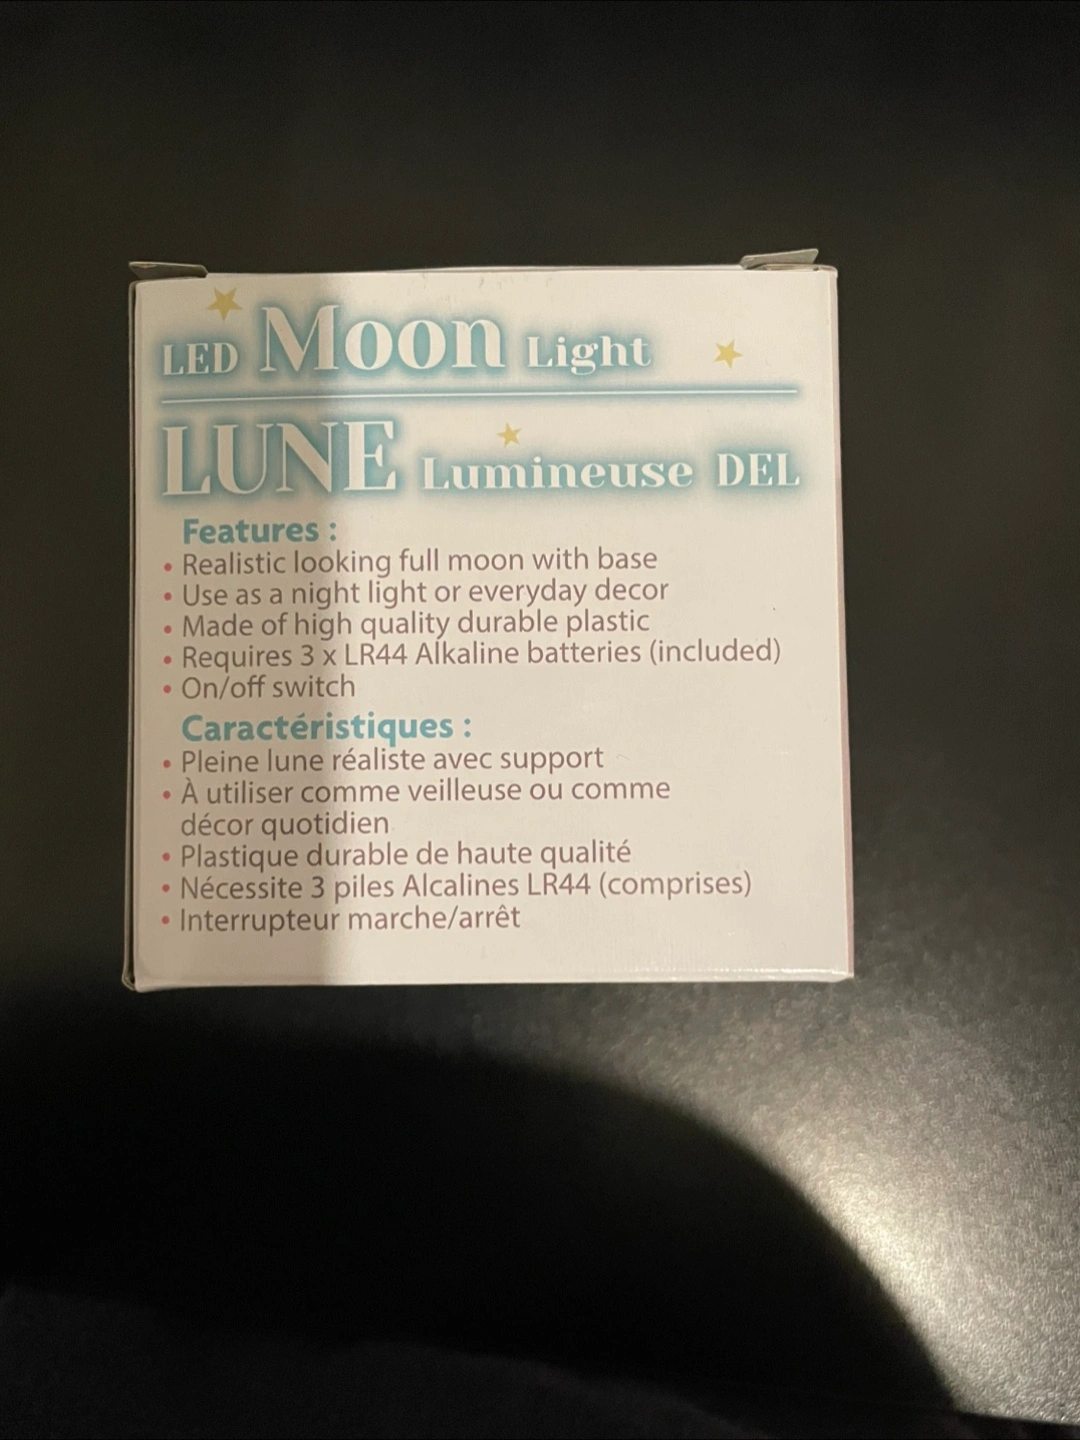 LED Moon Light
LUNE Lumineuse DEL
Features :
• Realistic looking full moon with base
• Use as a night light or everyday decor
• Made of high quality durable plastic
• Requires 3 x LR44 Alkaline batteries (included)
• On/off switch
Caractéristiques :
• Pleine lune réaliste avec support
• À utiliser comme veilleuse ou comme
décor quotidien
• Plastique durable de haute qualité
• Nécessite 3 piles Alcalines LR44 (comprises)
• Interrupteur marche/arrêt